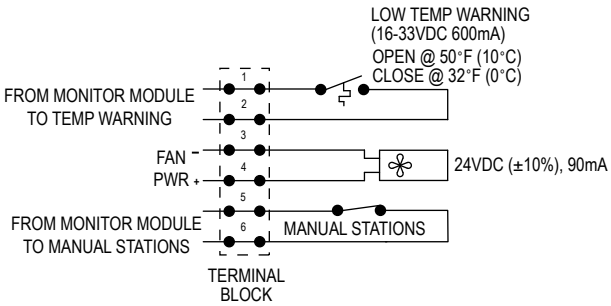 LOW TEMP WARNING
(16-33VDC 600mA)
OPEN @ 50°F (10°C)
CLOSE @ 32°F (0°C)
1
FROM MONITOR MODULE
2
TO TEMP WARNING
3
FAN -
4
24VDC (±10%), 90mA
PWR +
5
FROM MONITOR MODULE
6
MANUAL STATIONS
TO MANUAL STATIONS
TERMINAL
BLOCK